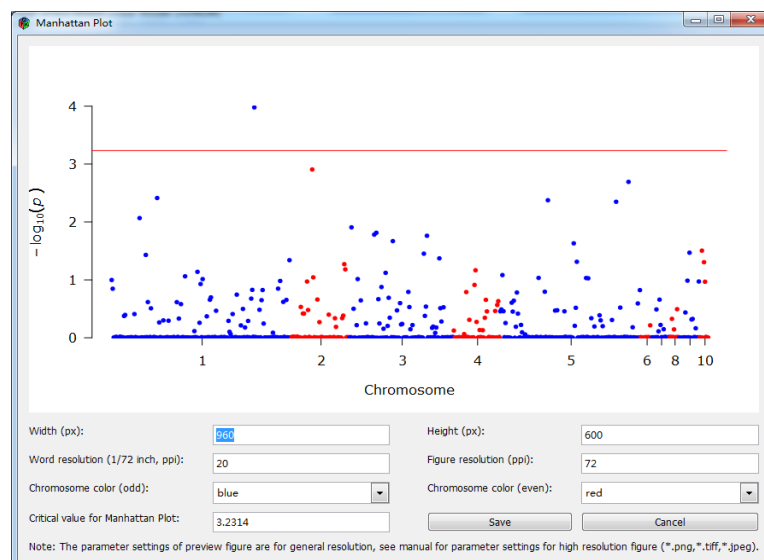 Manhattan Plot
4
3
2
1
0
− log10(p)
1 2 3 4 5 6 8 10
Chromosome
Width (px): 960 Height (px): 600
Word resolution (1/72 inch, ppi): 20 Figure resolution (ppi): 72
Chromosome color (odd): blue Chromosome color (even): red
Critical value for Manhattan Plot: 3.2314 Save Cancel
Note: The parameter settings of preview figure are for general resolution, see manual for parameter settings for high resolution figure (*.png,*.tiff,*.jpeg).